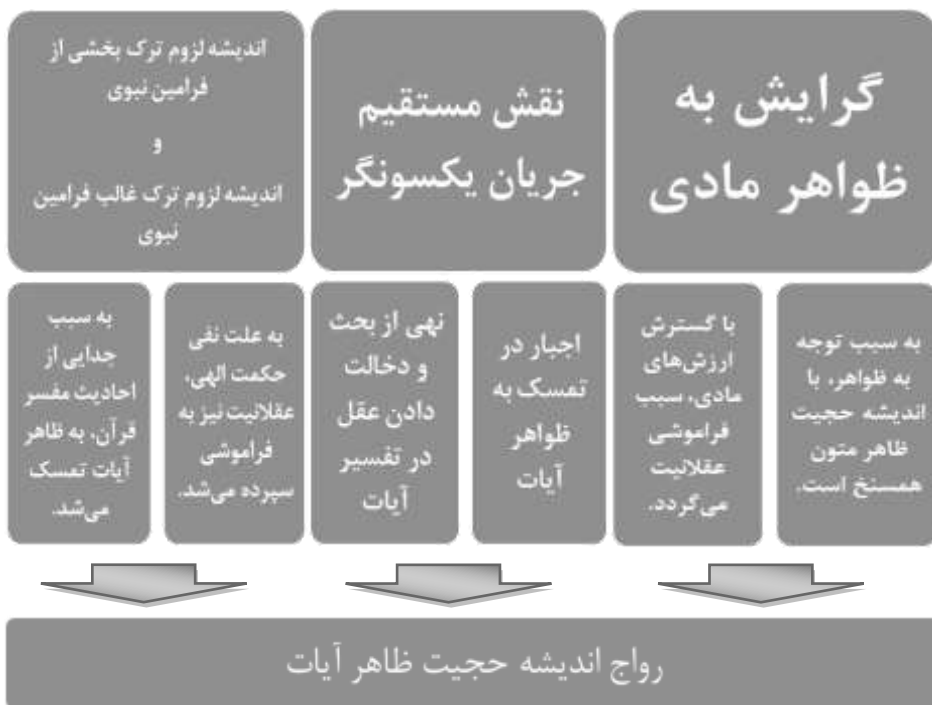 گرایش به
ظواهر مادی
نقش مستقیم
جریان یکسونگر
اندیشه لزوم ترک بخشی از
فرامین نبوی
و
اندیشه لزوم ترک غالب فرامین
نبوی
به سبب توجه
به ظواهر، با
اندیشه حجیت
ظاهر متون
همسنخ است.
با گسترش
ارزش‌های
مادی، سبب
فراموشی
عقلانیت
می‌گردد.
اجبار در
تمسک به
ظواهر
آیات
نهی از بحث
و دخالت
دادن عقل
در تفسیر
آیات
به علت نفی
حکمت الهی،
عقلانیت نیز به
فراموشی
سپرده می‌شد.
به سبب
جدایی از
احادیث مفسر
قرآن، به ظاهر
آیات تمسک
می‌شد.
رواج اندیشه حجیت ظاهر آیات